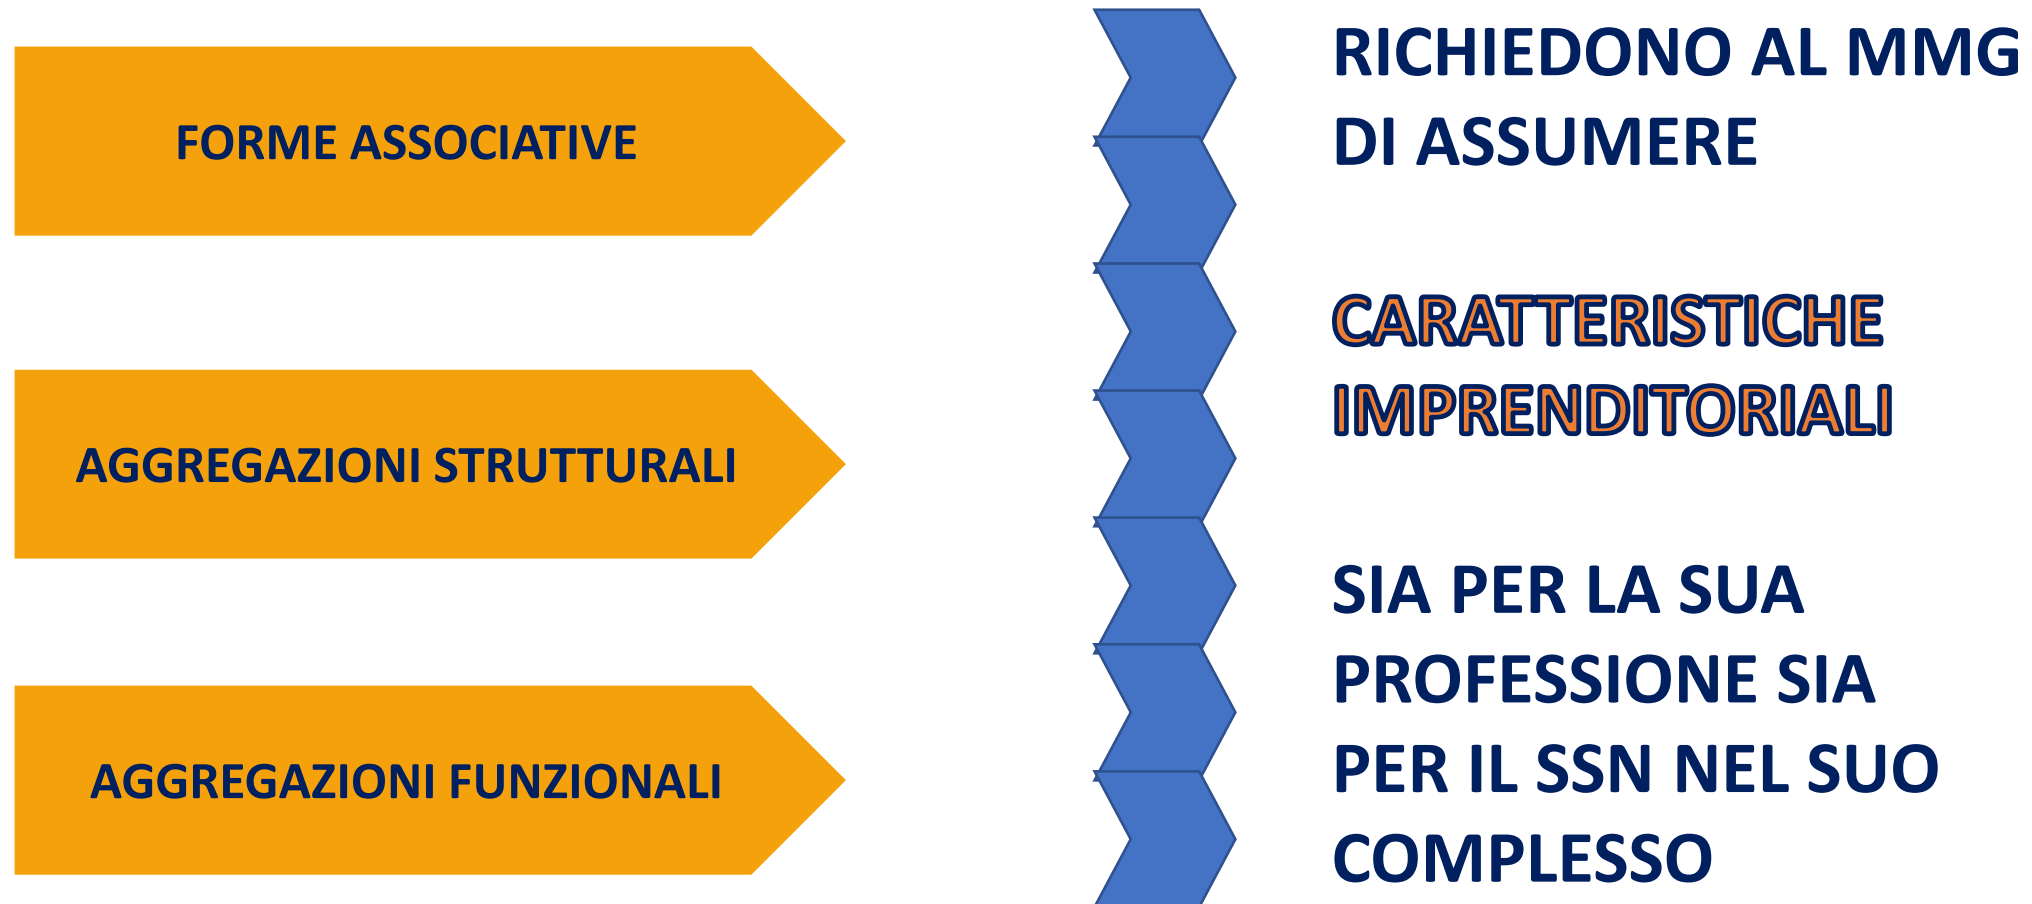 FORME ASSOCIATIVE
AGGREGAZIONI STRUTTURALI
AGGREGAZIONI FUNZIONALI
RICHIEDONO AL MMG
DI ASSUMERE
CARATTERISTICHE
IMPRENDITORIALI
SIA PER LA SUA
PROFESSIONE SIA
PER IL SSN NEL SUO
COMPLESSO